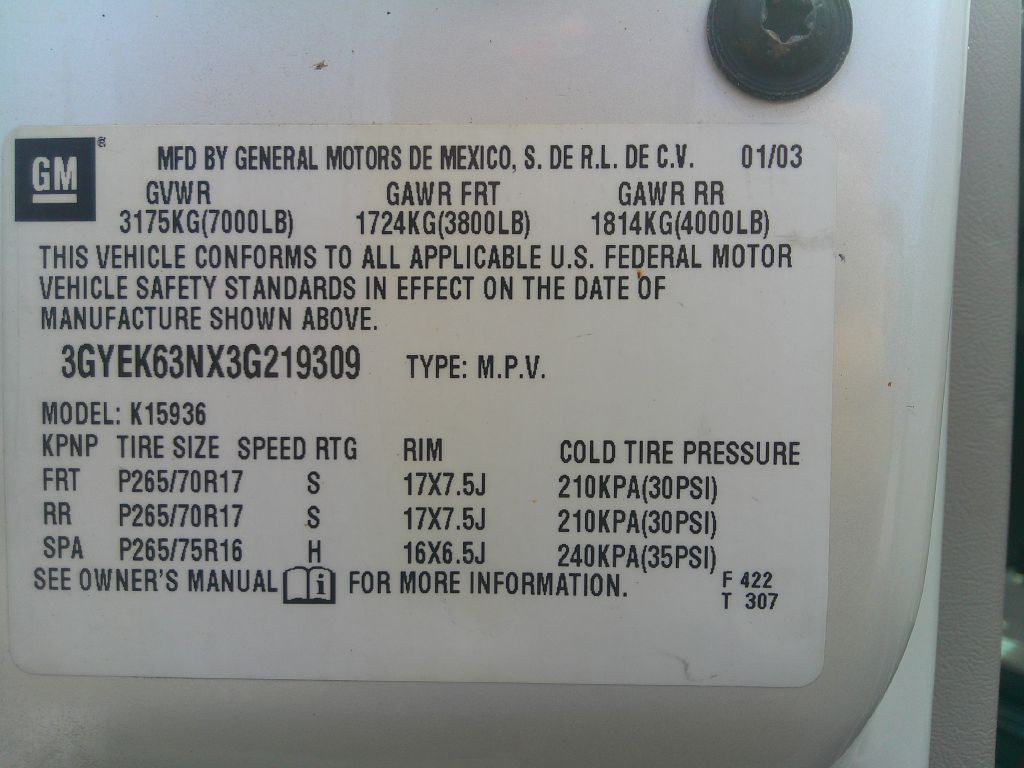 GM ® MFD BY GENERAL MOTORS DE MEXICO, S. DE R.L. DE C.V. 01/03
GVWR GAWR FRT GAWR RR
3175KG(7000LB) 1724KG(3800LB) 1814KG(4000LB)
THIS VEHICLE CONFORMS TO ALL APPLICABLE U.S. FEDERAL MOTOR
VEHICLE SAFETY STANDARDS IN EFFECT ON THE DATE OF
MANUFACTURE SHOWN ABOVE.
3GYEK63NX3G219309 TYPE: M.P.V.
MODEL: K15936
KPNP TIRE SIZE SPEED RTG RIM COLD TIRE PRESSURE
FRT P265/70R17 S 17X7.5J 210KPA(30PSI)
RR P265/70R17 S 17X7.5J 210KPA(30PSI)
SPA P265/75R16 H 16X6.5J 240KPA(35PSI)
SEE OWNER'S MANUAL i FOR MORE INFORMATION. F 422
T 307